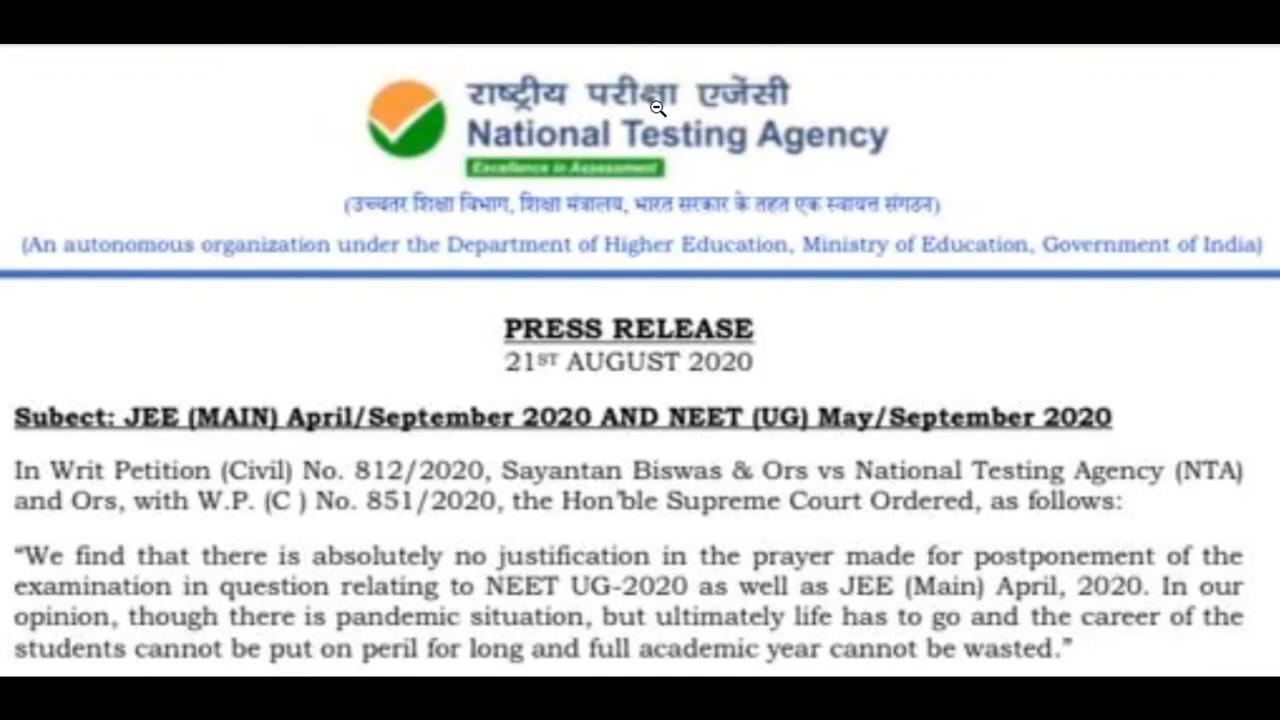 राष्ट्रीय परीक्षा एजेंसी
National Testing Agency
Excellence in Assessment
(उच्चतर शिक्षा विभाग, शिक्षा मंत्रालय, भारत सरकार के तहत एक स्वायत्त संगठन)
(An autonomous organization under the Department of Higher Education, Ministry of Education, Government of India)
PRESS RELEASE
21ST AUGUST 2020
Subect: JEE (MAIN) April/September 2020 AND NEET (UG) May/September 2020
In Writ Petition (Civil) No. 812/2020, Sayantan Biswas & Ors vs National Testing Agency (NTA)
and Ors, with W.P. (C ) No. 851/2020, the Hon'ble Supreme Court Ordered, as follows:
“We find that there is absolutely no justification in the prayer made for postponement of the
examination in question relating to NEET UG-2020 as well as JEE (Main) April, 2020. In our
opinion, though there is pandemic situation, but ultimately life has to go and the career of the
students cannot be put on peril for long and full academic year cannot be wasted.”